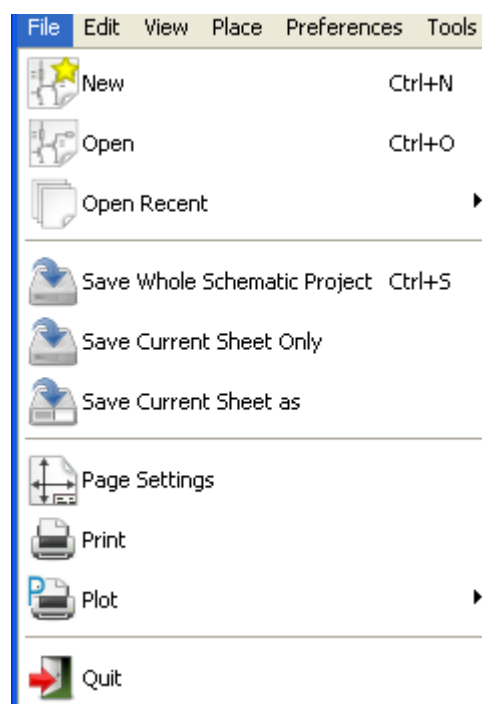 File Edit View Place Preferences Tools
New Ctrl+N
Open Ctrl+O
Open Recent
Save Whole Schematic Project Ctrl+S
Save Current Sheet Only
Save Current Sheet as
Page Settings
Print
Plot
Quit